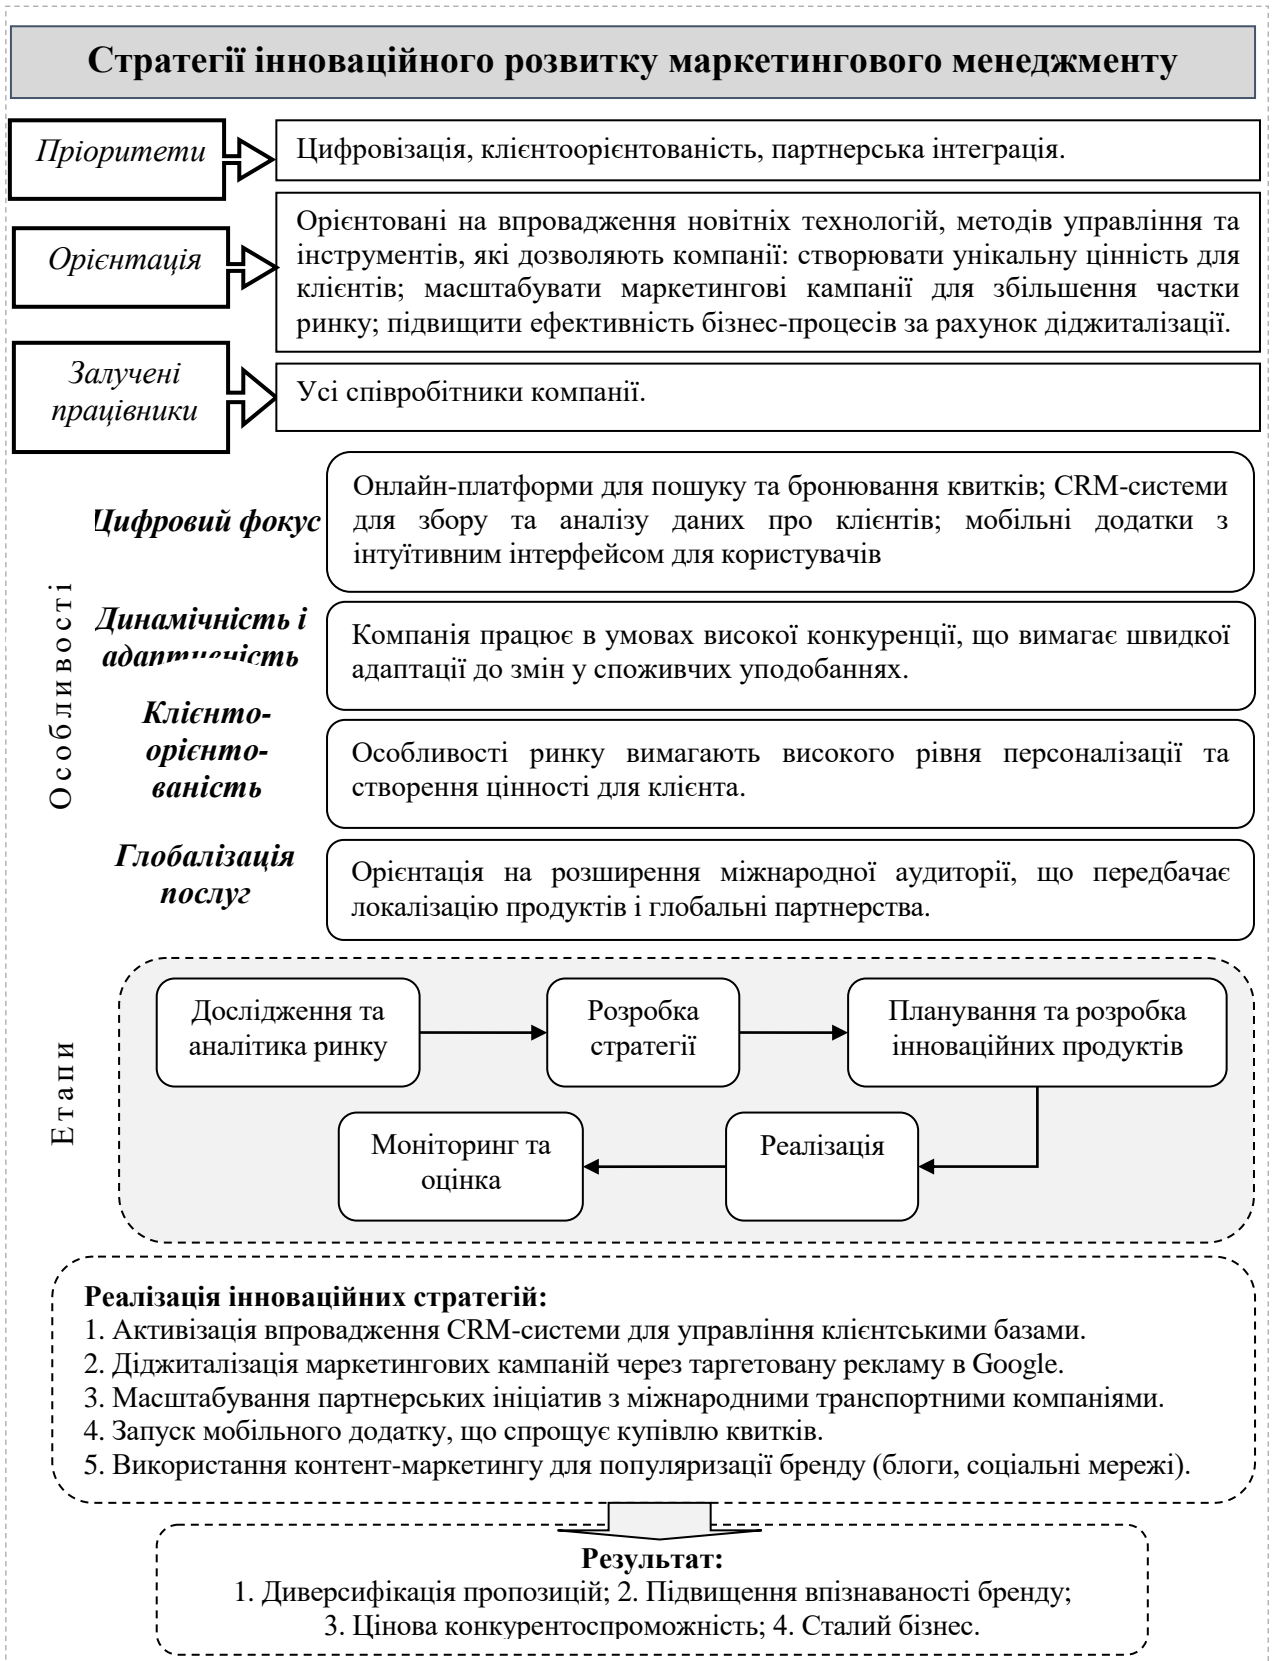 Стратегії інноваційного розвитку маркетингового менеджменту
Пріоритети
Цифровізація, клієнтоорієнтованість, партнерська інтеграція.
Орієнтація
Орієнтовані на впровадження новітніх технологій, методів управління та
інструментів, які дозволяють компанії: створювати унікальну цінність для
клієнтів; масштабувати маркетингові кампанії для збільшення частки
ринку; підвищити ефективність бізнес-процесів за рахунок діджиталізації.
Залучені
працівники
Усі співробітники компанії.
Особливості
Цифровий фокус
Онлайн-платформи для пошуку та бронювання квитків; CRM-системи
для збору та аналізу даних про клієнтів; мобільні додатки з
інтуїтивним інтерфейсом для користувачів
Динамічність і
адаптивність
Компанія працює в умовах високої конкуренції, що вимагає швидкої
адаптації до змін у споживчих уподобаннях.
Клієнто-
орієнто-
ваність
Особливості ринку вимагають високого рівня персоналізації та
створення цінності для клієнта.
Глобалізація
послуг
Орієнтація на розширення міжнародної аудиторії, що передбачає
локалізацію продуктів і глобальні партнерства.
Етапи
Дослідження та
аналітика ринку
Розробка
стратегії
Планування та розробка
інноваційних продуктів
Реалізація
Моніторинг та
оцінка
Реалізація інноваційних стратегій:
1. Активізація впровадження CRM-системи для управління клієнтськими базами.
2. Діджиталізація маркетингових кампаній через таргетовану рекламу в Google.
3. Масштабування партнерських ініціатив з міжнародними транспортними компаніями.
4. Запуск мобільного додатку, що спрощує купівлю квитків.
5. Використання контент-маркетингу для популяризації бренду (блоги, соціальні мережі).
Результат:
1. Диверсифікація пропозицій; 2. Підвищення впізнаваності бренду;
3. Цінова конкурентоспроможність; 4. Сталий бізнес.